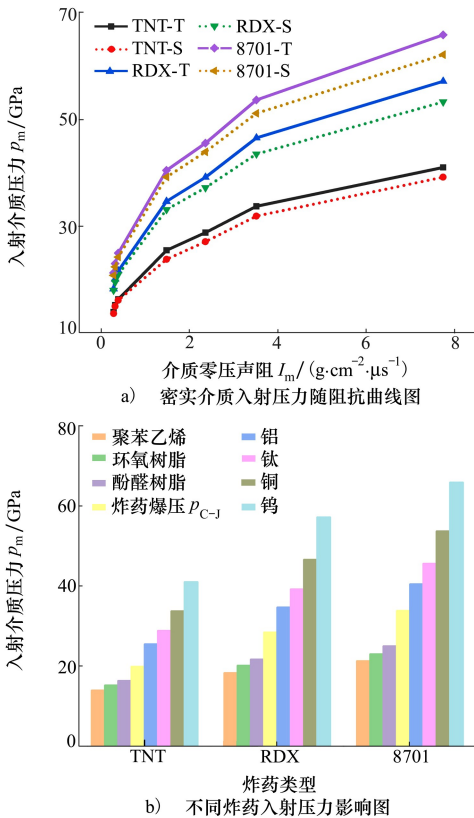 70
50
30
10
入射介质压力 pm/GPa
TNT-T
TNT-S
RDX-T
RDX-S
8701-T
8701-S
0 2 4 6 8
介质零压声阻 Im/(g·cm⁻²·μs⁻¹)
a) 密实介质入射压力随阻抗曲线图
80
60
40
20
0
入射介质压力 pm/GPa
聚苯乙烯
环氧树脂
酚醛树脂
炸药爆压 pC-J
铝
钛
铜
钨
TNT RDX 8701
炸药类型
b) 不同炸药入射压力影响图